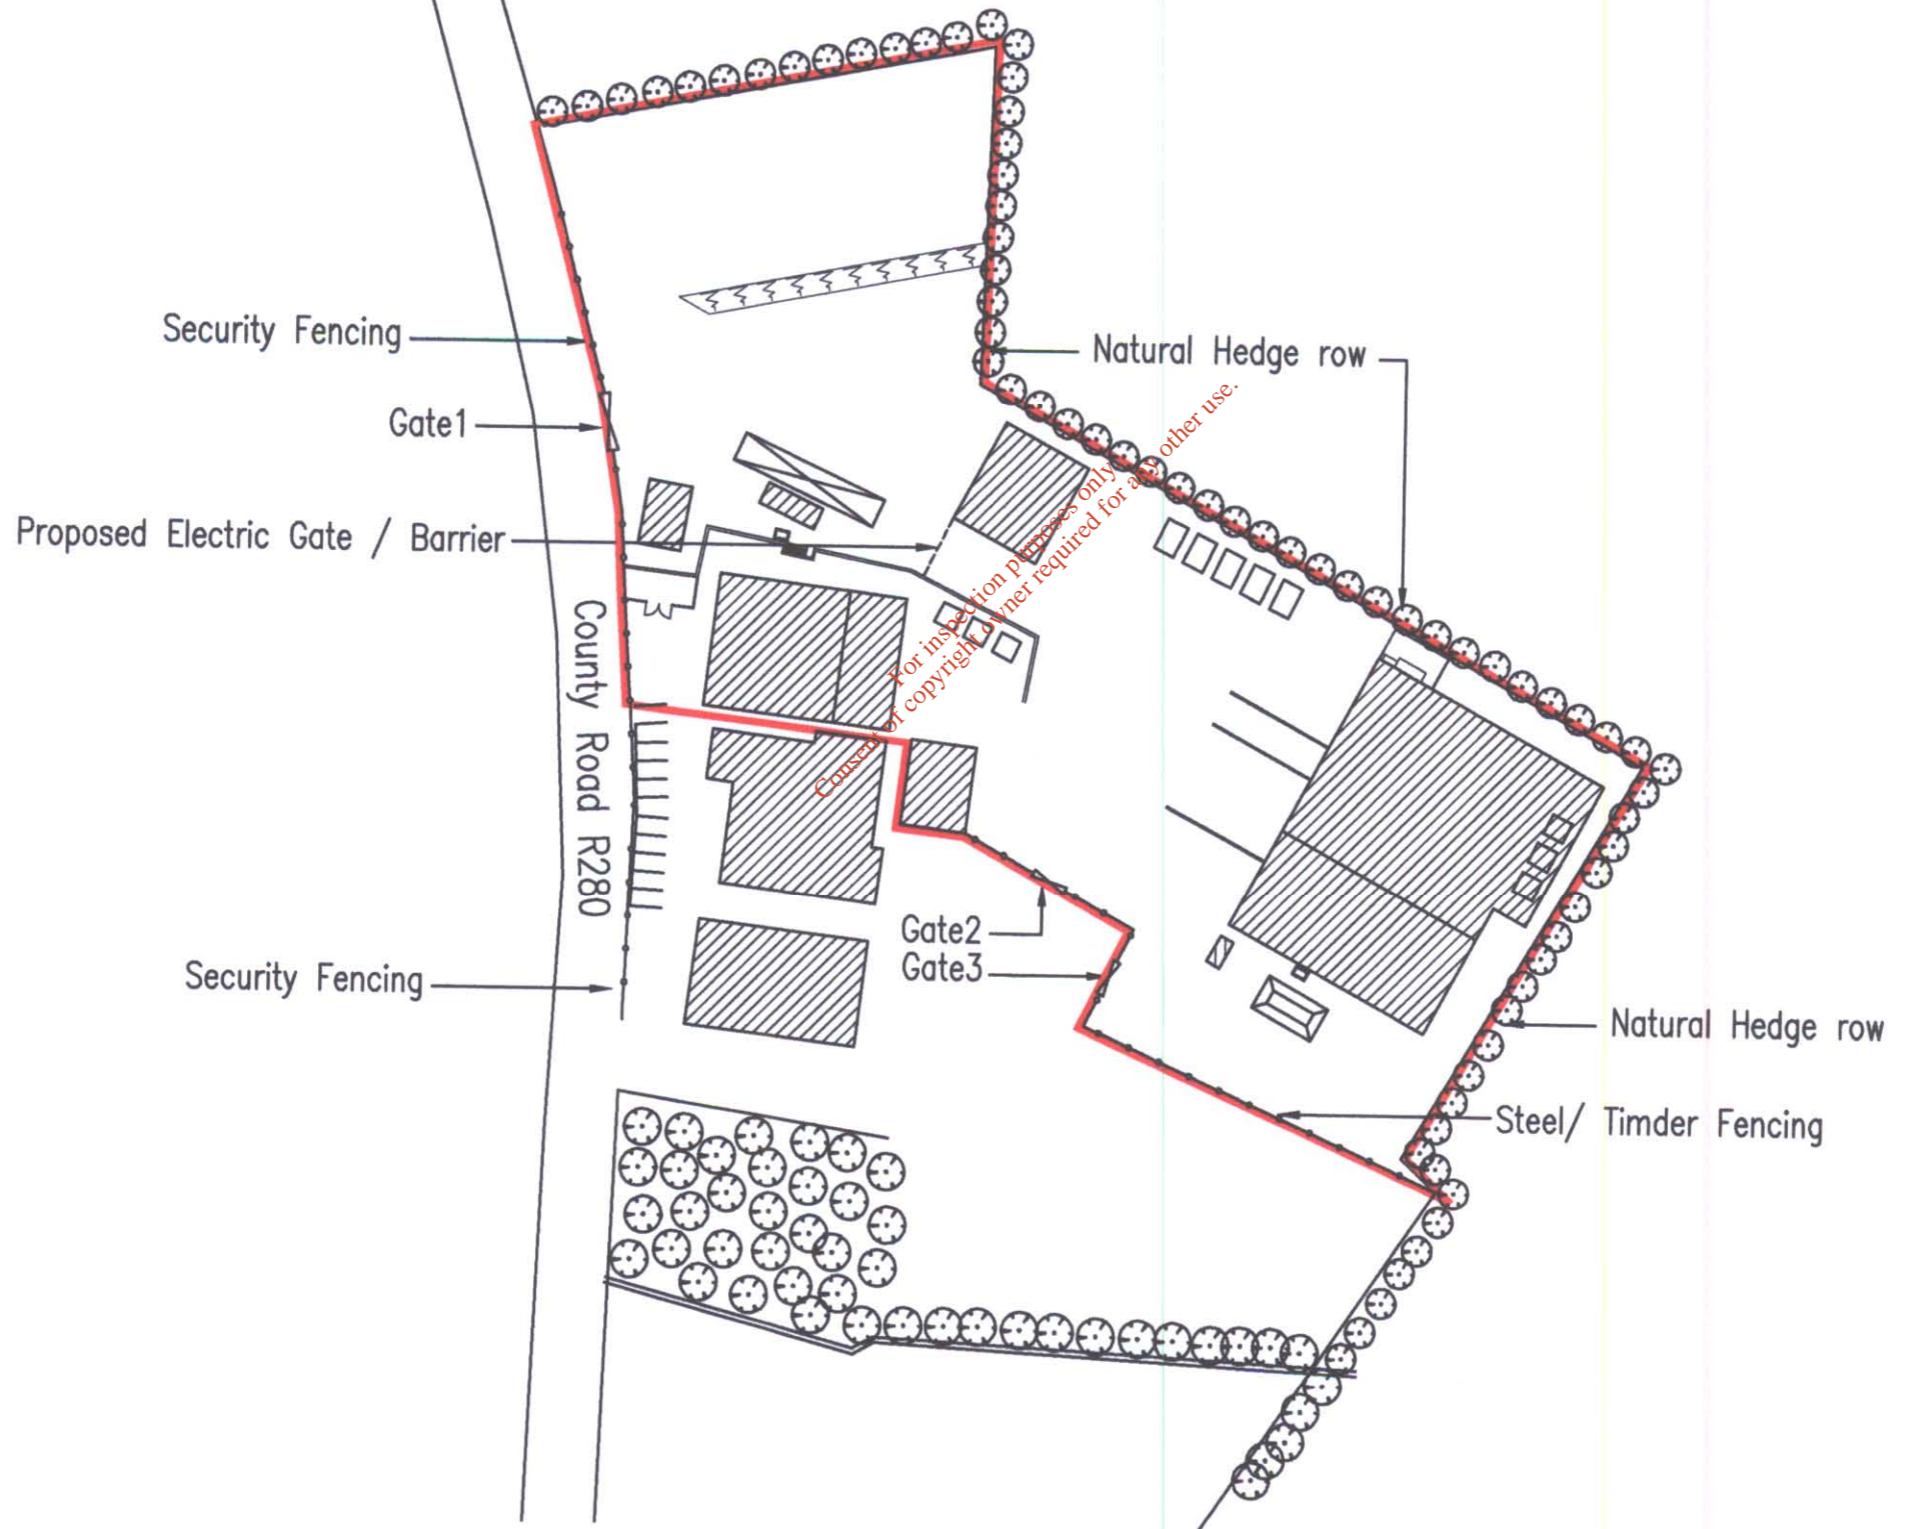 Security Fencing
Natural Hedge row
Gate1
Proposed Electric Gate / Barrier
For inspection purposes only.
Consent of copyright owner required for any other use.
County Road R280
Gate2
Gate3
Security Fencing
Natural Hedge row
Steel/ Timder Fencing